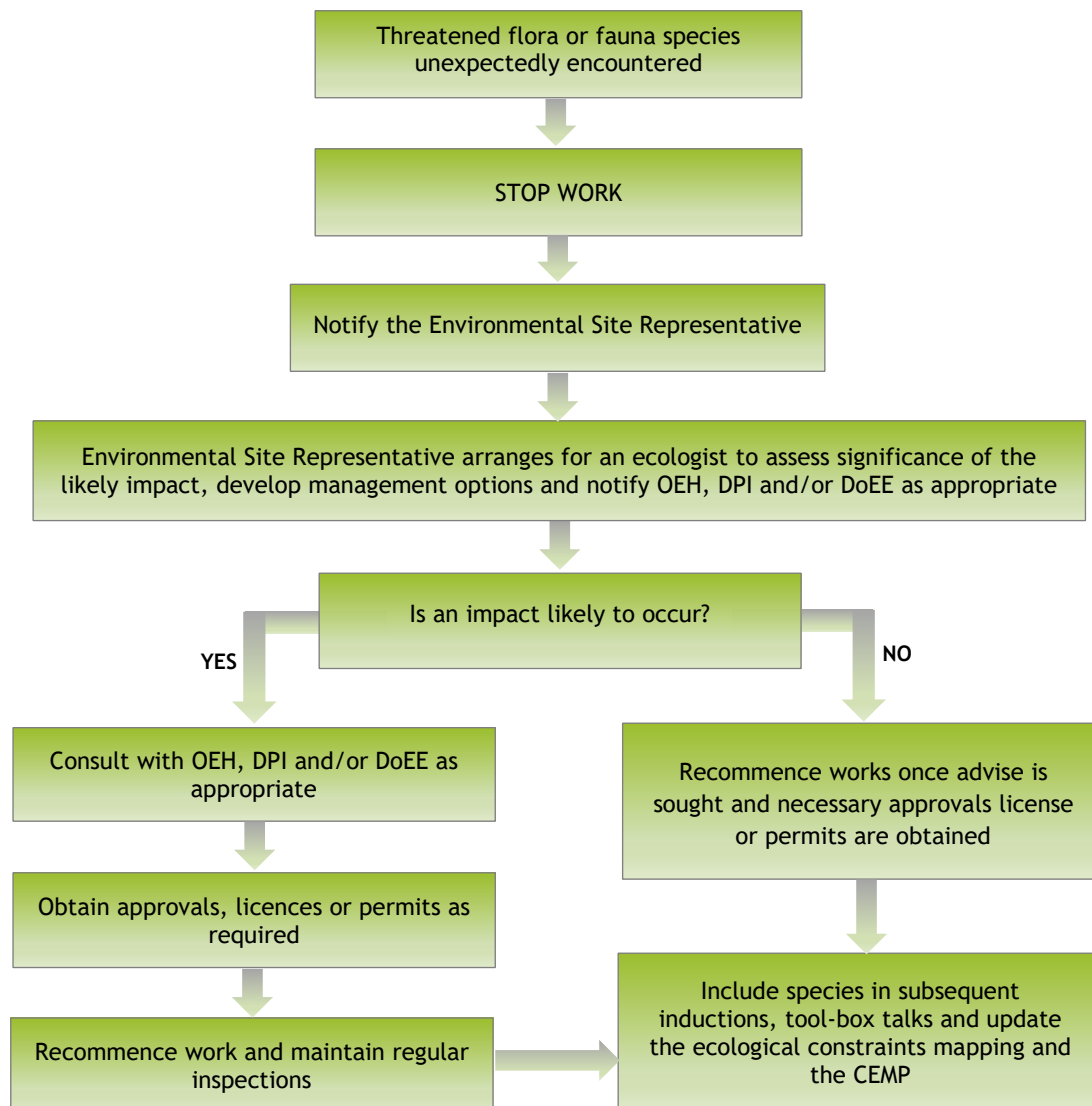 Threatened flora or fauna species
unexpectedly encountered
STOP WORK
Notify the Environmental Site Representative
Environmental Site Representative arranges for an ecologist to assess significance of the
likely impact, develop management options and notify OEH, DPI and/or DoEE as appropriate
Is an impact likely to occur?
YES
NO
Consult with OEH, DPI and/or DoEE as
appropriate
Obtain approvals, licences or permits as
required
Recommence work and maintain regular
inspections
Recommence works once advise is
sought and necessary approvals license
or permits are obtained
Include species in subsequent
inductions, tool-box talks and update
the ecological constraints mapping and
the CEMP